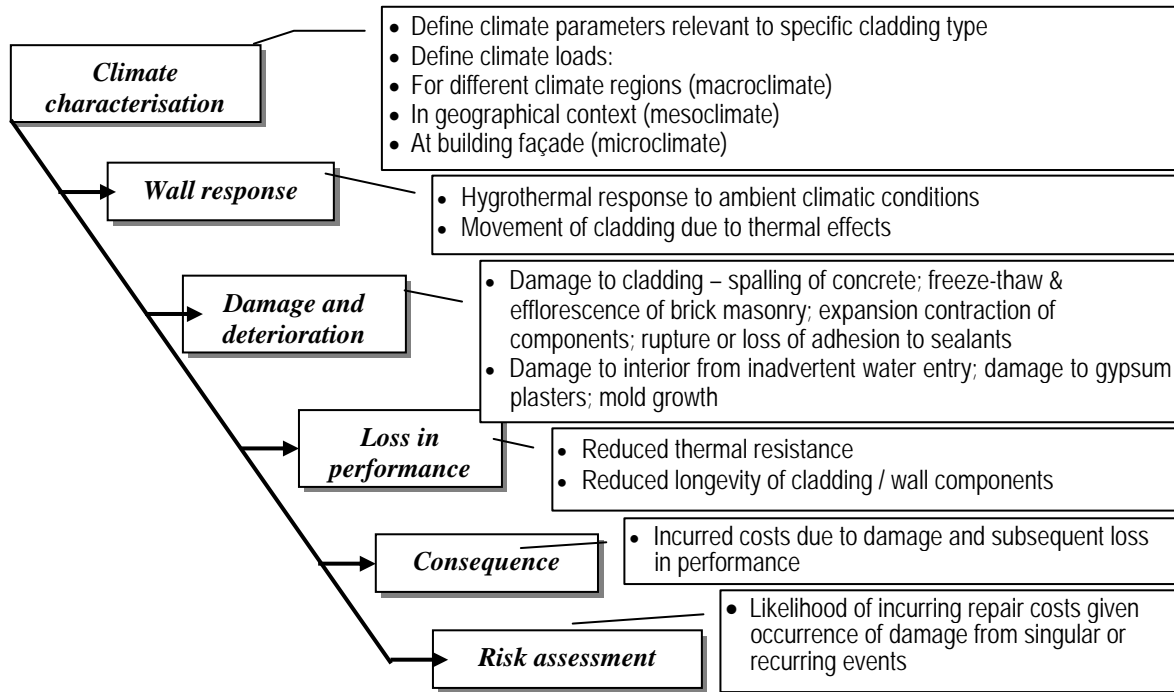 Climate
characterisation
• Define climate parameters relevant to specific cladding type
• Define climate loads:
• For different climate regions (macroclimate)
• In geographical context (mesoclimate)
• At building façade (microclimate)
Wall response
• Hygrothermal response to ambient climatic conditions
• Movement of cladding due to thermal effects
Damage and
deterioration
• Damage to cladding – spalling of concrete; freeze-thaw &
efflorescence of brick masonry; expansion contraction of
components; rupture or loss of adhesion to sealants
• Damage to interior from inadvertent water entry; damage to gypsum
plasters; mold growth
Loss in
performance
• Reduced thermal resistance
• Reduced longevity of cladding / wall components
Consequence
• Incurred costs due to damage and subsequent loss
in performance
Risk assessment
• Likelihood of incurring repair costs given
occurrence of damage from singular or
recurring events